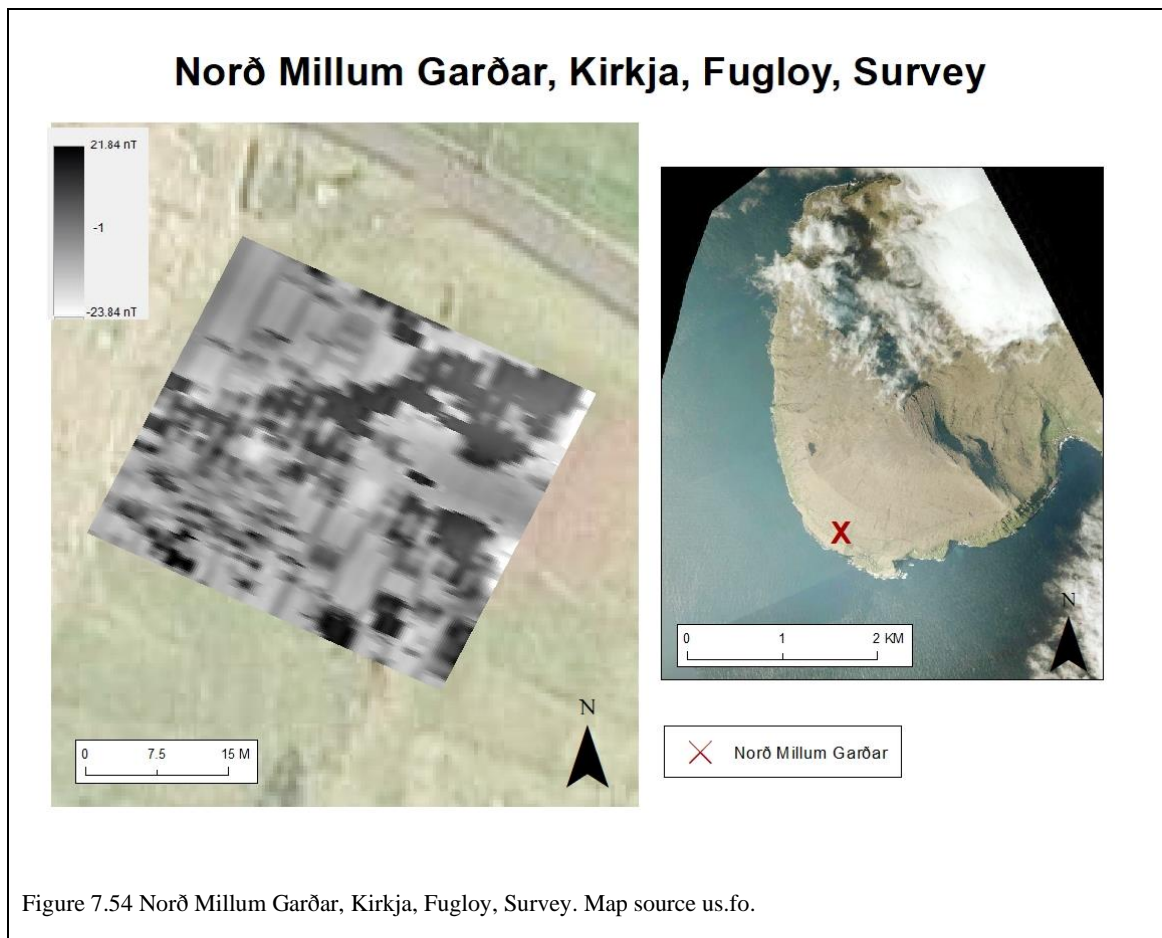 Norð Millum Garðar, Kirkja, Fugloy, Survey
21.84 nT
-1
-23.84 nT
N
0 7.5 15 M
X
N
0 1 2 KM
Norð Millum Garðar
Figure 7.54 Norð Millum Garðar, Kirkja, Fugloy, Survey. Map source us.fo.